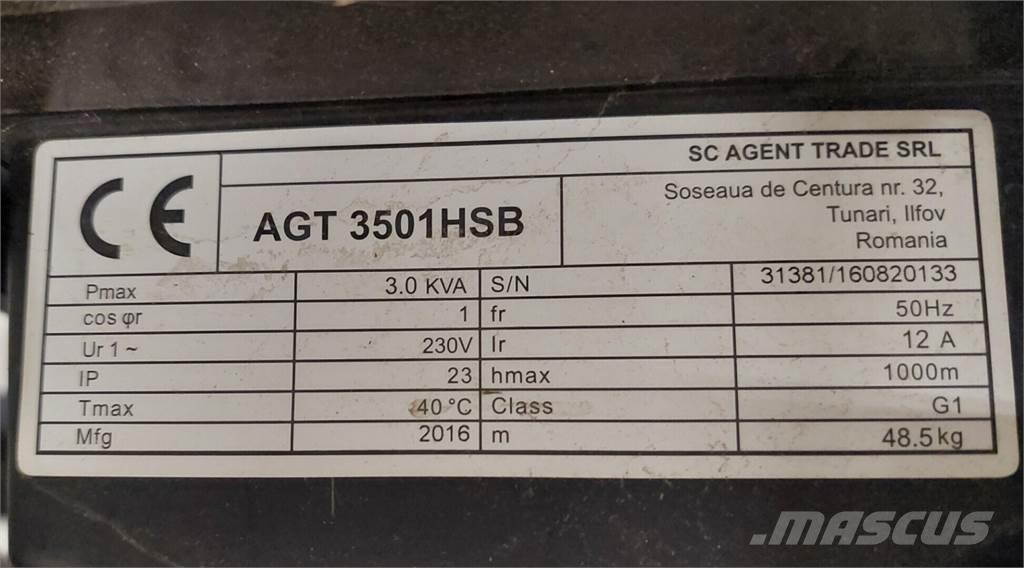 CE
SC AGENT TRADE SRL
AGT 3501HSB
Soseaua de Centura nr. 32,
Tunari, Ilfov
Romania
Pmax 3.0 KVA S/N 31381/160820133
cos φr 1 fr 50Hz
Ur 1 ~ 230V Ir 12 A
IP 23 hmax 1000m
Tmax 40 °C Class G1
Mfg 2016 m 48.5kg
MASCUS